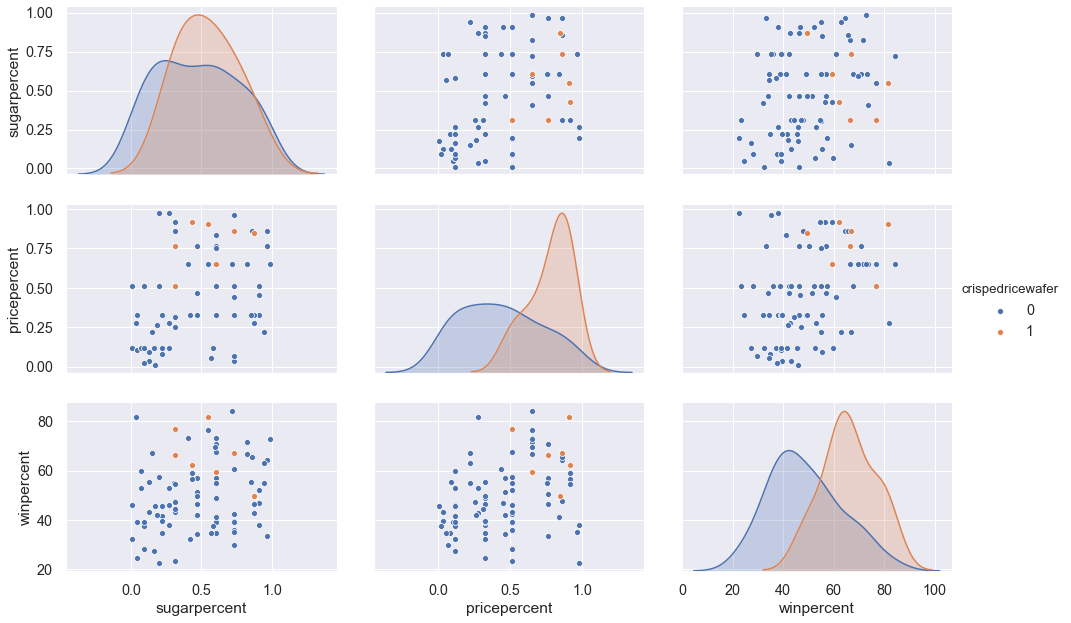 1.00
0.75
0.50
0.25
0.00
sugarpercent
1.00
0.75
0.50
0.25
0.00
pricepercent
crispedricewafer
0
1
80
60
40
20
winpercent
0.0 0.5 1.0
sugarpercent
0.0 0.5 1.0
pricepercent
0 20 40 60 80 100
winpercent